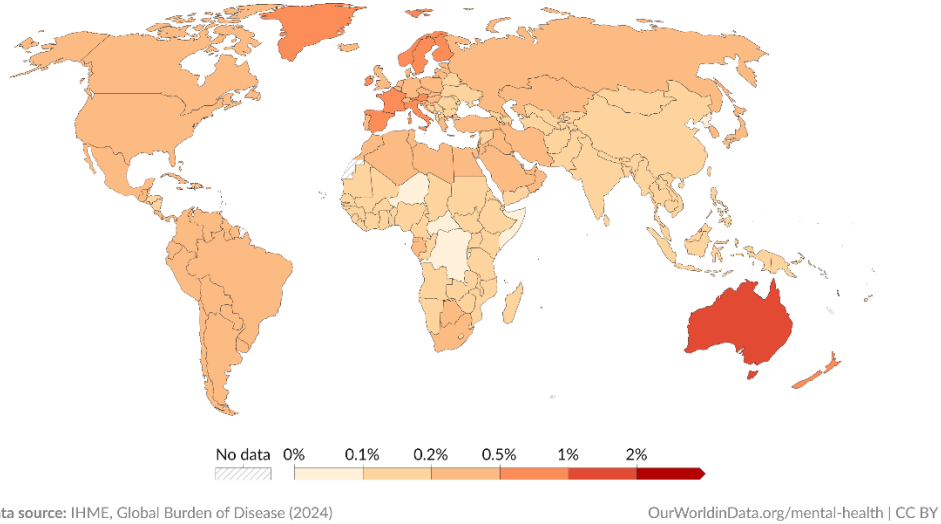 No data 0% 0.1% 0.2% 0.5% 1% 2%
ta source: IHME, Global Burden of Disease (2024) OurWorldinData.org/mental-health | CC BY